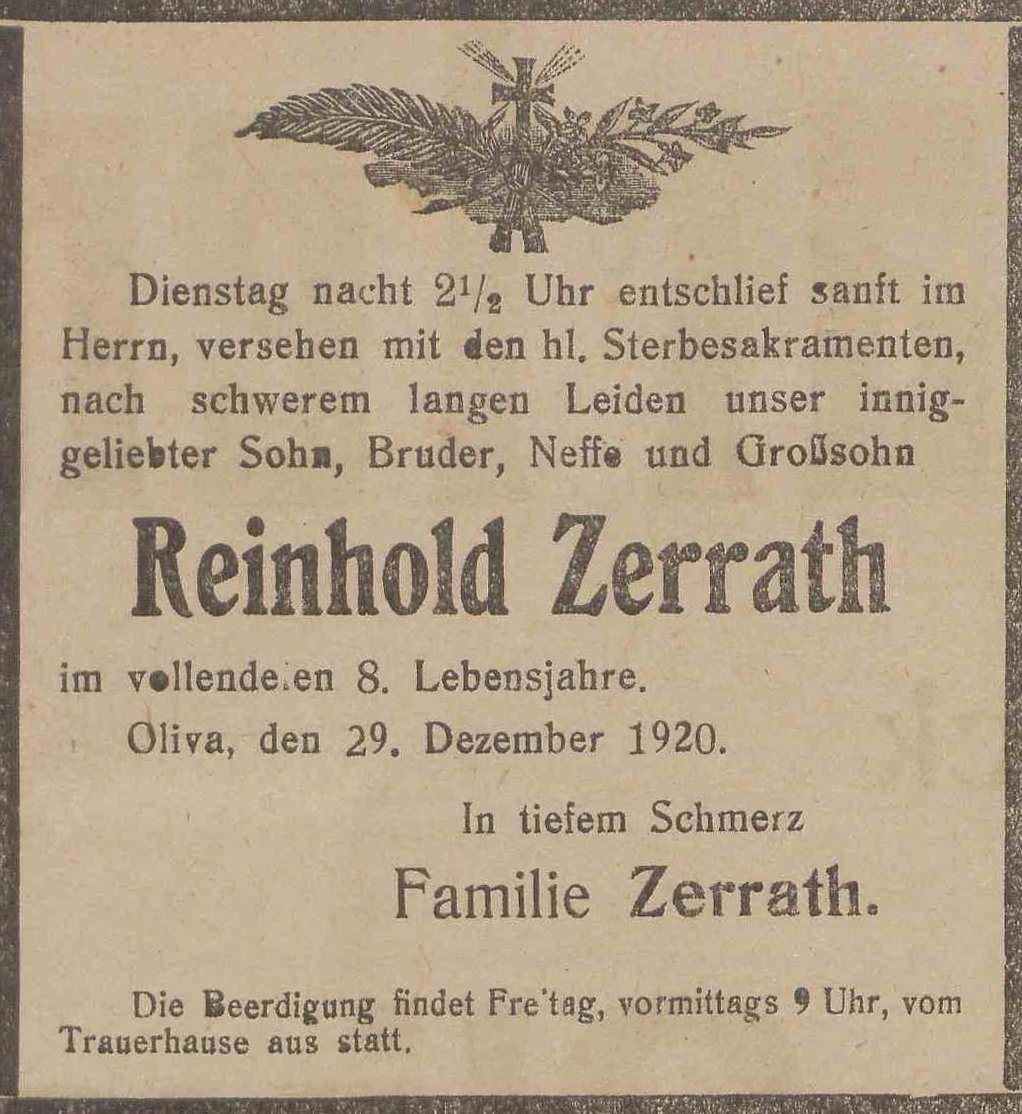 Dienstag nacht 2½ Uhr entschlief sanft im
Herrn, versehen mit den hl. Sterbesakramenten,
nach schwerem langen Leiden unser innig-
geliebter Sohn, Bruder, Neffe und Großsohn
Reinhold Zerrath
im vollendeten 8. Lebensjahre.
Oliva, den 29. Dezember 1920.
In tiefem Schmerz
Familie Zerrath.
Die Beerdigung findet Freitag, vormittags 9 Uhr, vom
Trauerhause aus statt.